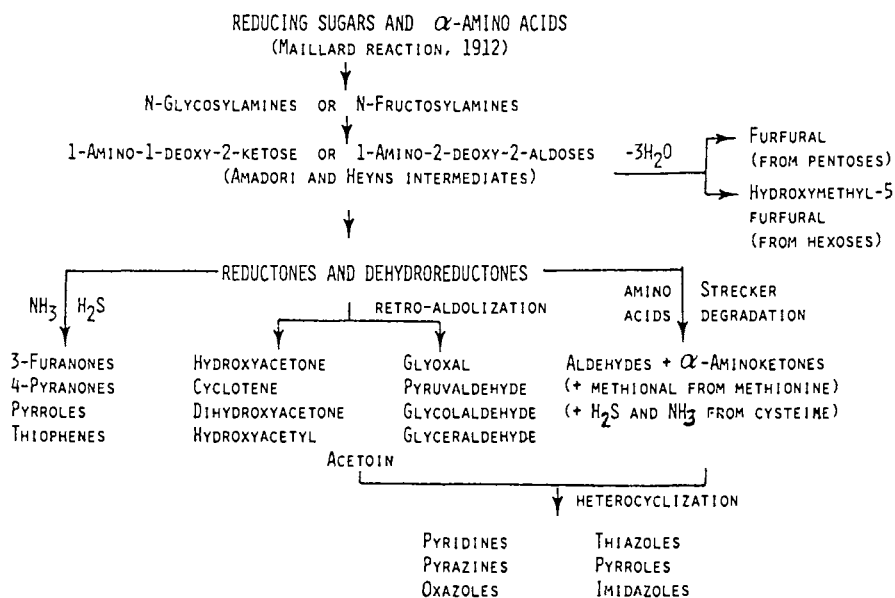 REDUCING SUGARS AND α-AMINO ACIDS
(MAILLARD REACTION, 1912)
N-GLYCOSYLAMINES OR N-FRUCTOSYLAMINES
1-AMINO-1-DEOXY-2-KETOSE OR 1-AMINO-2-DEOXY-2-ALDOSES
(AMADORI AND HEYNS INTERMEDIATES)
-3H2O
FURFURAL
(FROM PENTOSES)
HYDROXYMETHYL-5
FURFURAL
(FROM HEXOSES)
REDUCTONES AND DEHYDROREDUCTONES
NH3 H2S
RETRO-ALDOLIZATION
AMINO STRECKER
ACIDS DEGRADATION
3-FURANONES
4-PYRANONES
PYRROLES
THIOPHENES
HYDROXYACETONE
CYCLOTENE
DIHYDROXYACETONE
HYDROXYACETYL
GLYOXAL
PYRUVALDEHYDE
GLYCOLALDEHYDE
GLYCERALDEHYDE
ACETOIN
ALDEHYDES + α-AMINOKETONES
(+ METHIONAL FROM METHIONINE)
(+ H2S AND NH3 FROM CYSTEIME)
HETEROCYCLIZATION
PYRIDINES
PYRAZINES
OXAZOLES
THIAZOLES
PYRROLES
IMIDAZOLES